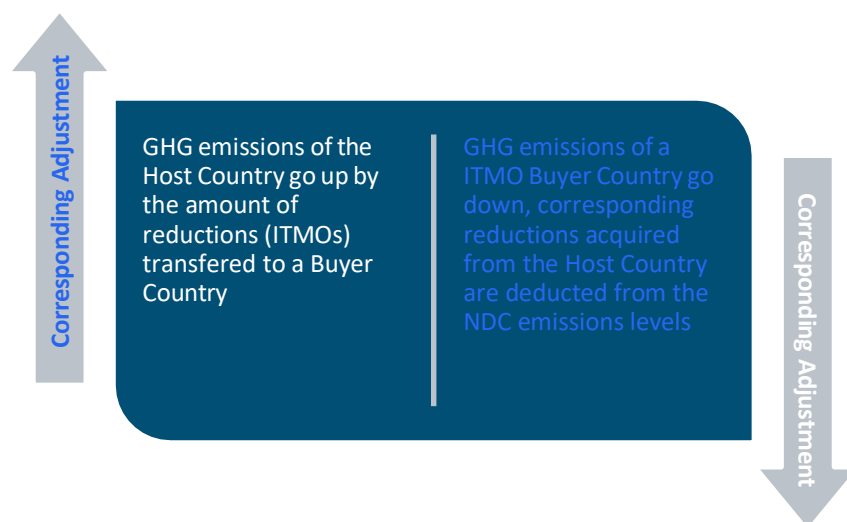 Corresponding Adjustment
GHG emissions of the
Host Country go up by
the amount of
reductions (ITMOs)
transfered to a Buyer
Country
GHG emissions of a
ITMO Buyer Country go
down, corresponding
reductions acquired
from the Host Country
are deducted from the
NDC emissions levels
Corresponding Adjustment